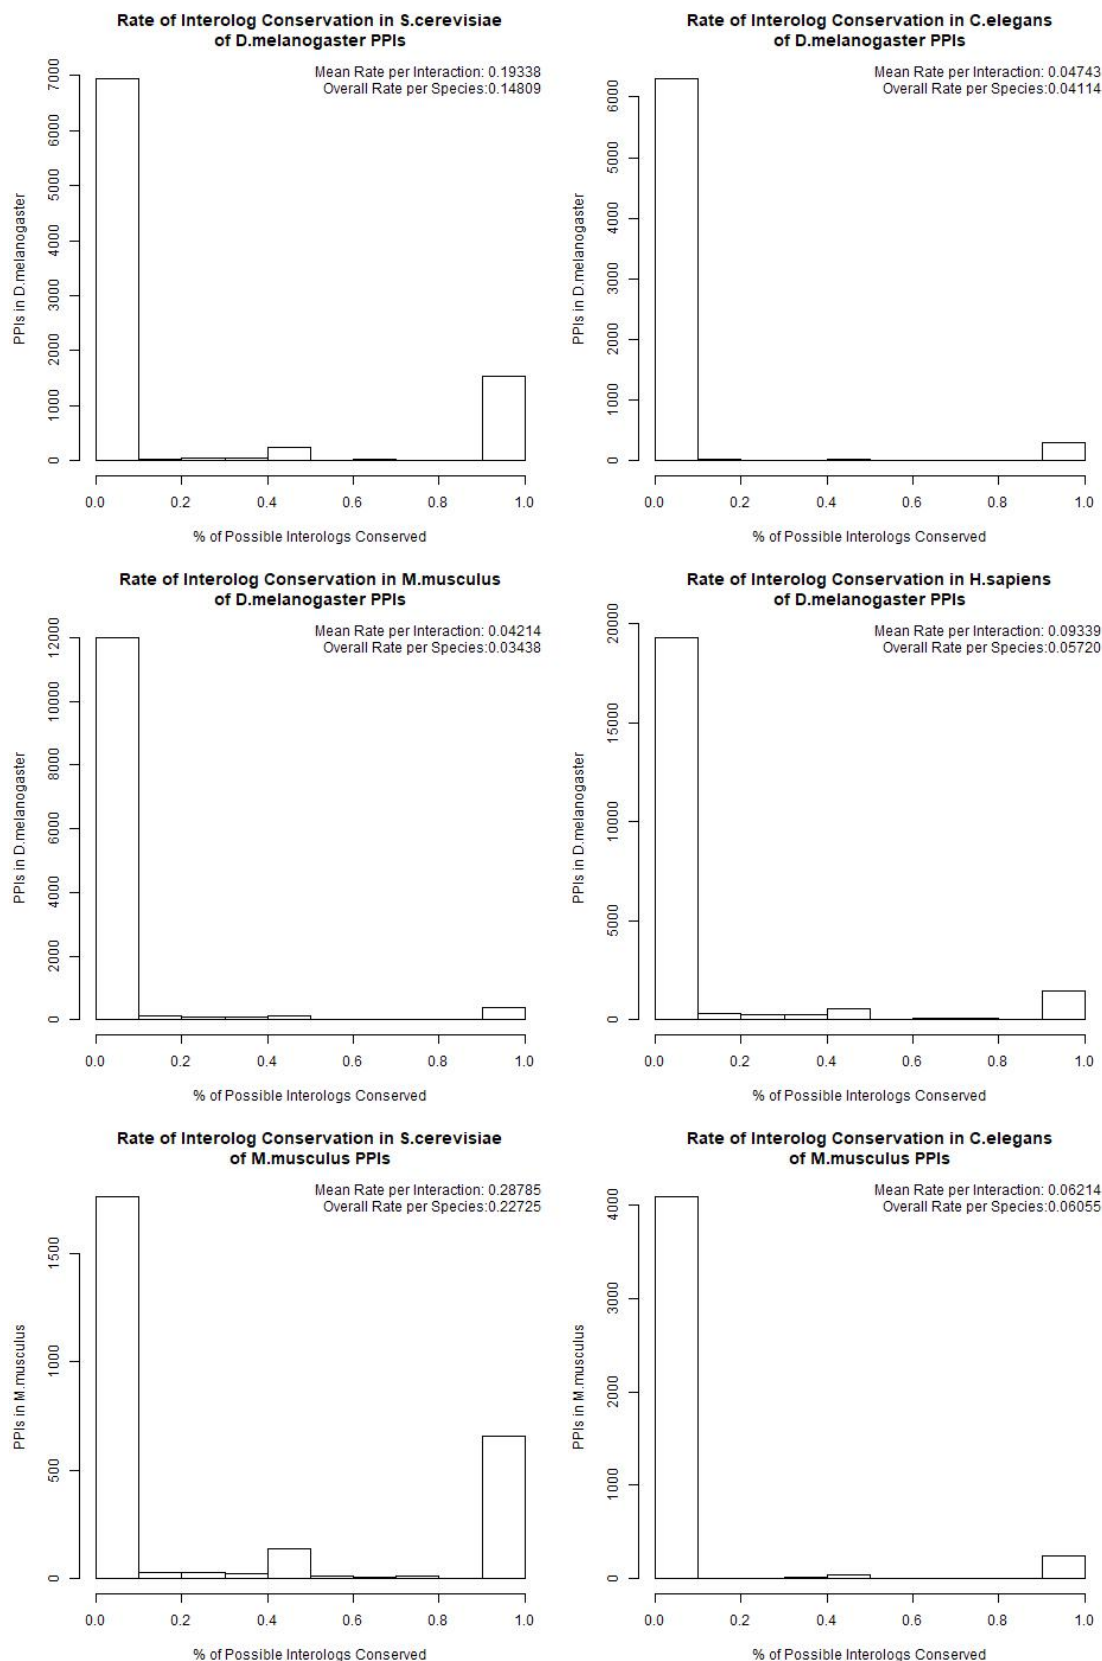 Rate of Interolog Conservation in S.cerevisiae
of D.melanogaster PPIs
Mean Rate per Interaction: 0.19338
Overall Rate per Species:0.14809
PPIs in D.melanogaster
7000
6000
5000
4000
3000
2000
1000
0
0.0 0.2 0.4 0.6 0.8 1.0
% of Possible Interologs Conserved
Rate of Interolog Conservation in C.elegans
of D.melanogaster PPIs
Mean Rate per Interaction: 0.04743
Overall Rate per Species:0.04114
PPIs in D.melanogaster
6000
5000
4000
3000
2000
1000
0
0.0 0.2 0.4 0.6 0.8 1.0
% of Possible Interologs Conserved
Rate of Interolog Conservation in M.musculus
of D.melanogaster PPIs
Mean Rate per Interaction: 0.04214
Overall Rate per Species:0.03438
PPIs in D.melanogaster
12000
10000
8000
6000
4000
2000
0
0.0 0.2 0.4 0.6 0.8 1.0
% of Possible Interologs Conserved
Rate of Interolog Conservation in H.sapiens
of D.melanogaster PPIs
Mean Rate per Interaction: 0.09339
Overall Rate per Species:0.05720
PPIs in D.melanogaster
20000
15000
10000
5000
0
0.0 0.2 0.4 0.6 0.8 1.0
% of Possible Interologs Conserved
Rate of Interolog Conservation in S.cerevisiae
of M.musculus PPIs
Mean Rate per Interaction: 0.28785
Overall Rate per Species:0.22725
PPIs in M.musculus
1500
1000
500
0
0.0 0.2 0.4 0.6 0.8 1.0
% of Possible Interologs Conserved
Rate of Interolog Conservation in C.elegans
of M.musculus PPIs
Mean Rate per Interaction: 0.06214
Overall Rate per Species:0.06055
PPIs in M.musculus
4000
3000
2000
1000
0
0.0 0.2 0.4 0.6 0.8 1.0
% of Possible Interologs Conserved